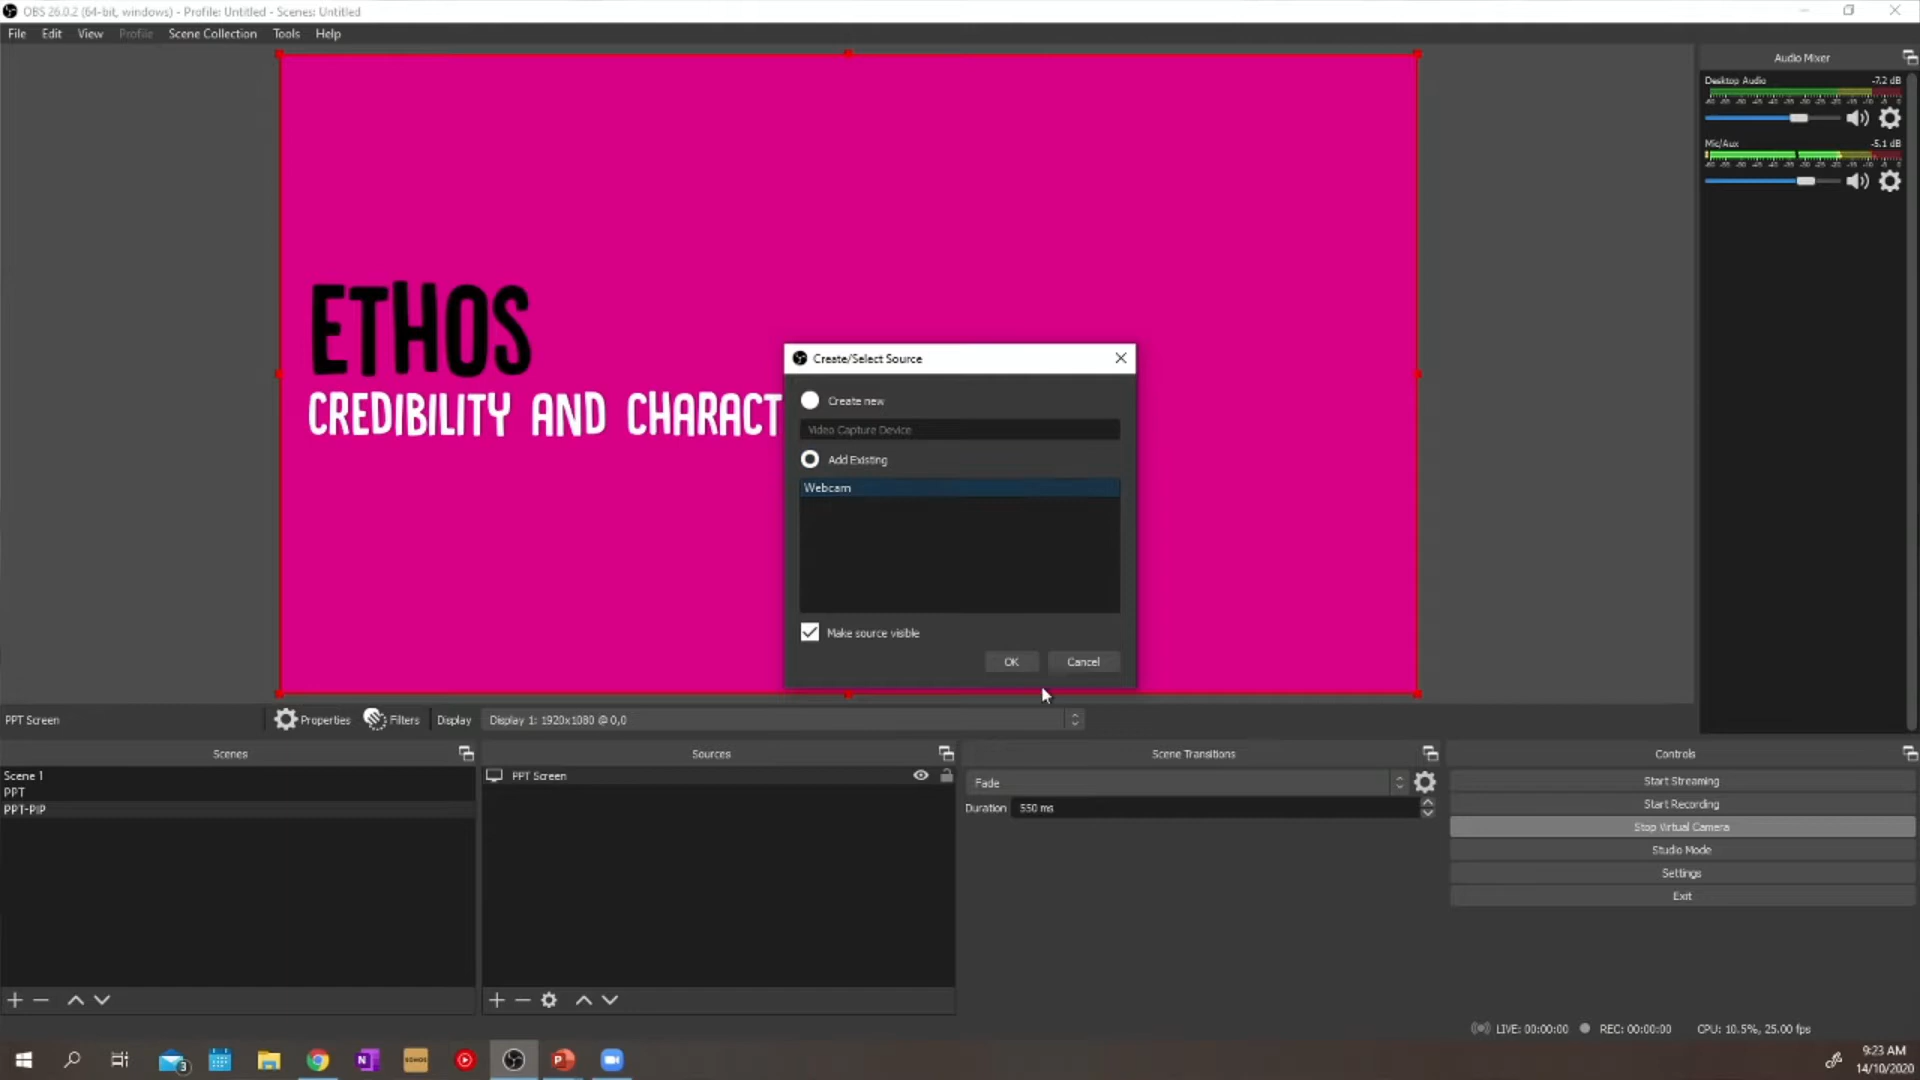 OBS 26.0.2 (64-bit, windows) - Profile: Untitled - Scenes: Untitled
File Edit View Profile Scene Collection Tools Help
Audio Mixer
Desktop Audio -7.2 dB
Mic/Aux -5.1 dB
ETHOS
CREDIBILITY AND CHARACT
Create/Select Source
Create new
Video Capture Device
Add Existing
Webcam
Make source visible
OK Cancel
PPT Screen Properties Filters Display Display 1: 1920x1080 @ 0,0
Scenes Sources Scene Transitions Controls
Scene 1
PPT
PPT-PIP
PPT Screen
Fade
Duration 550 ms
Start Streaming
Start Recording
Stop Virtual Camera
Studio Mode
Settings
Exit
LIVE: 00:00:00 REC: 00:00:00 CPU: 10.5%, 25.00 fps
3
SONOS
9:23 AM
14/10/2020